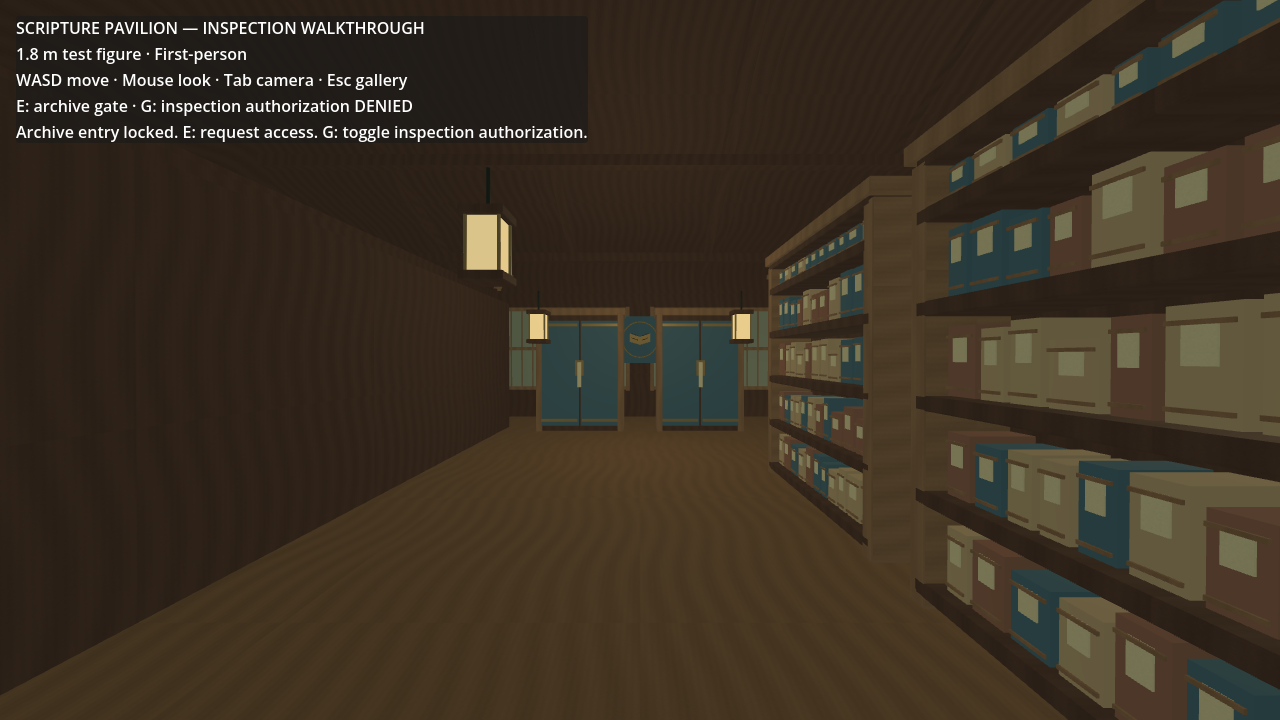 SCRIPTURE PAVILION — INSPECTION WALKTHROUGH
1.8 m test figure · First-person
WASD move · Mouse look · Tab camera · Esc gallery
E: archive gate · G: inspection authorization DENIED
Archive entry locked. E: request access. G: toggle inspection authorization.